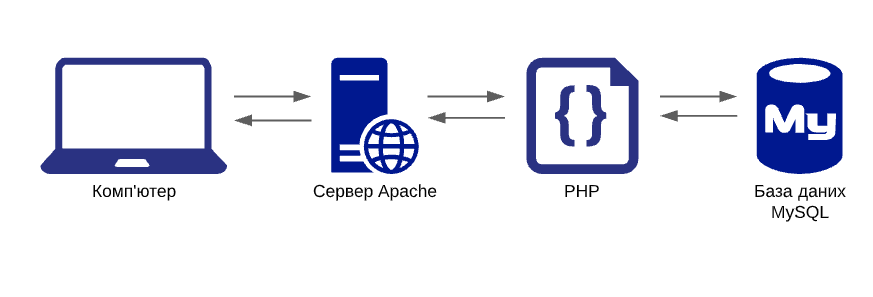 { }
My
Комп'ютер
Сервер Apache
PHP
База даних
MySQL